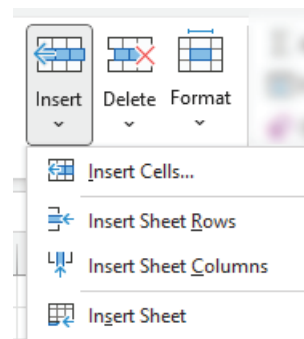 Insert Delete Format
Insert Cells...
Insert Sheet Rows
Insert Sheet Columns
Insert Sheet